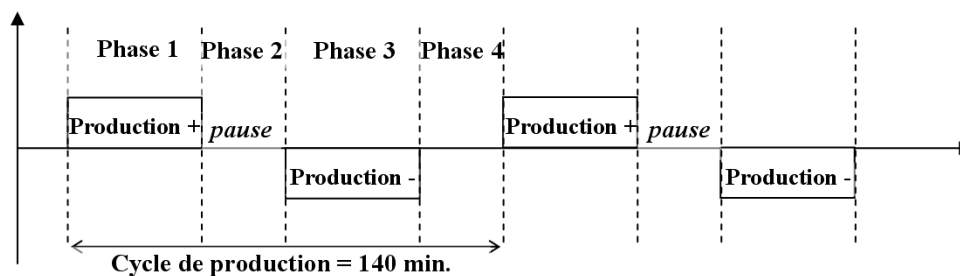 Phase 1 Phase 2 Phase 3 Phase 4
Production + pause Production + pause
Production - Production -
Cycle de production = 140 min.